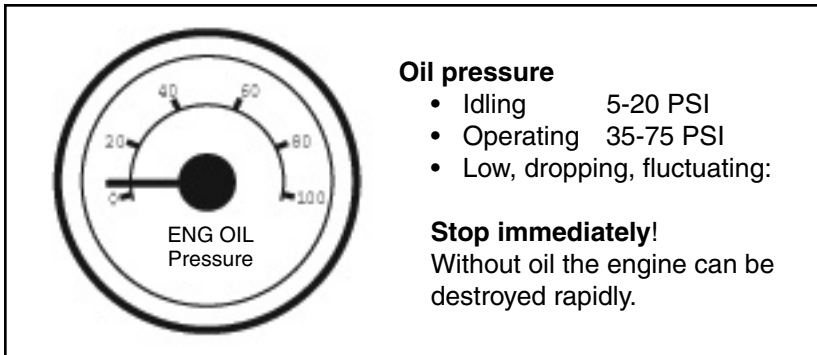 40 60
20 80
0 100
ENG OIL
Pressure
Oil pressure
• Idling 5-20 PSI
• Operating 35-75 PSI
• Low, dropping, fluctuating:
Stop immediately!
Without oil the engine can be
destroyed rapidly.